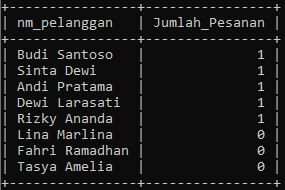 nm_pelanggan Jumlah_Pesanan
Budi Santoso 1
Sinta Dewi 1
Andi Pratama 1
Dewi Larasati 1
Rizky Ananda 1
Lina Marlina 0
Fahri Ramadhan 0
Tasya Amelia 0